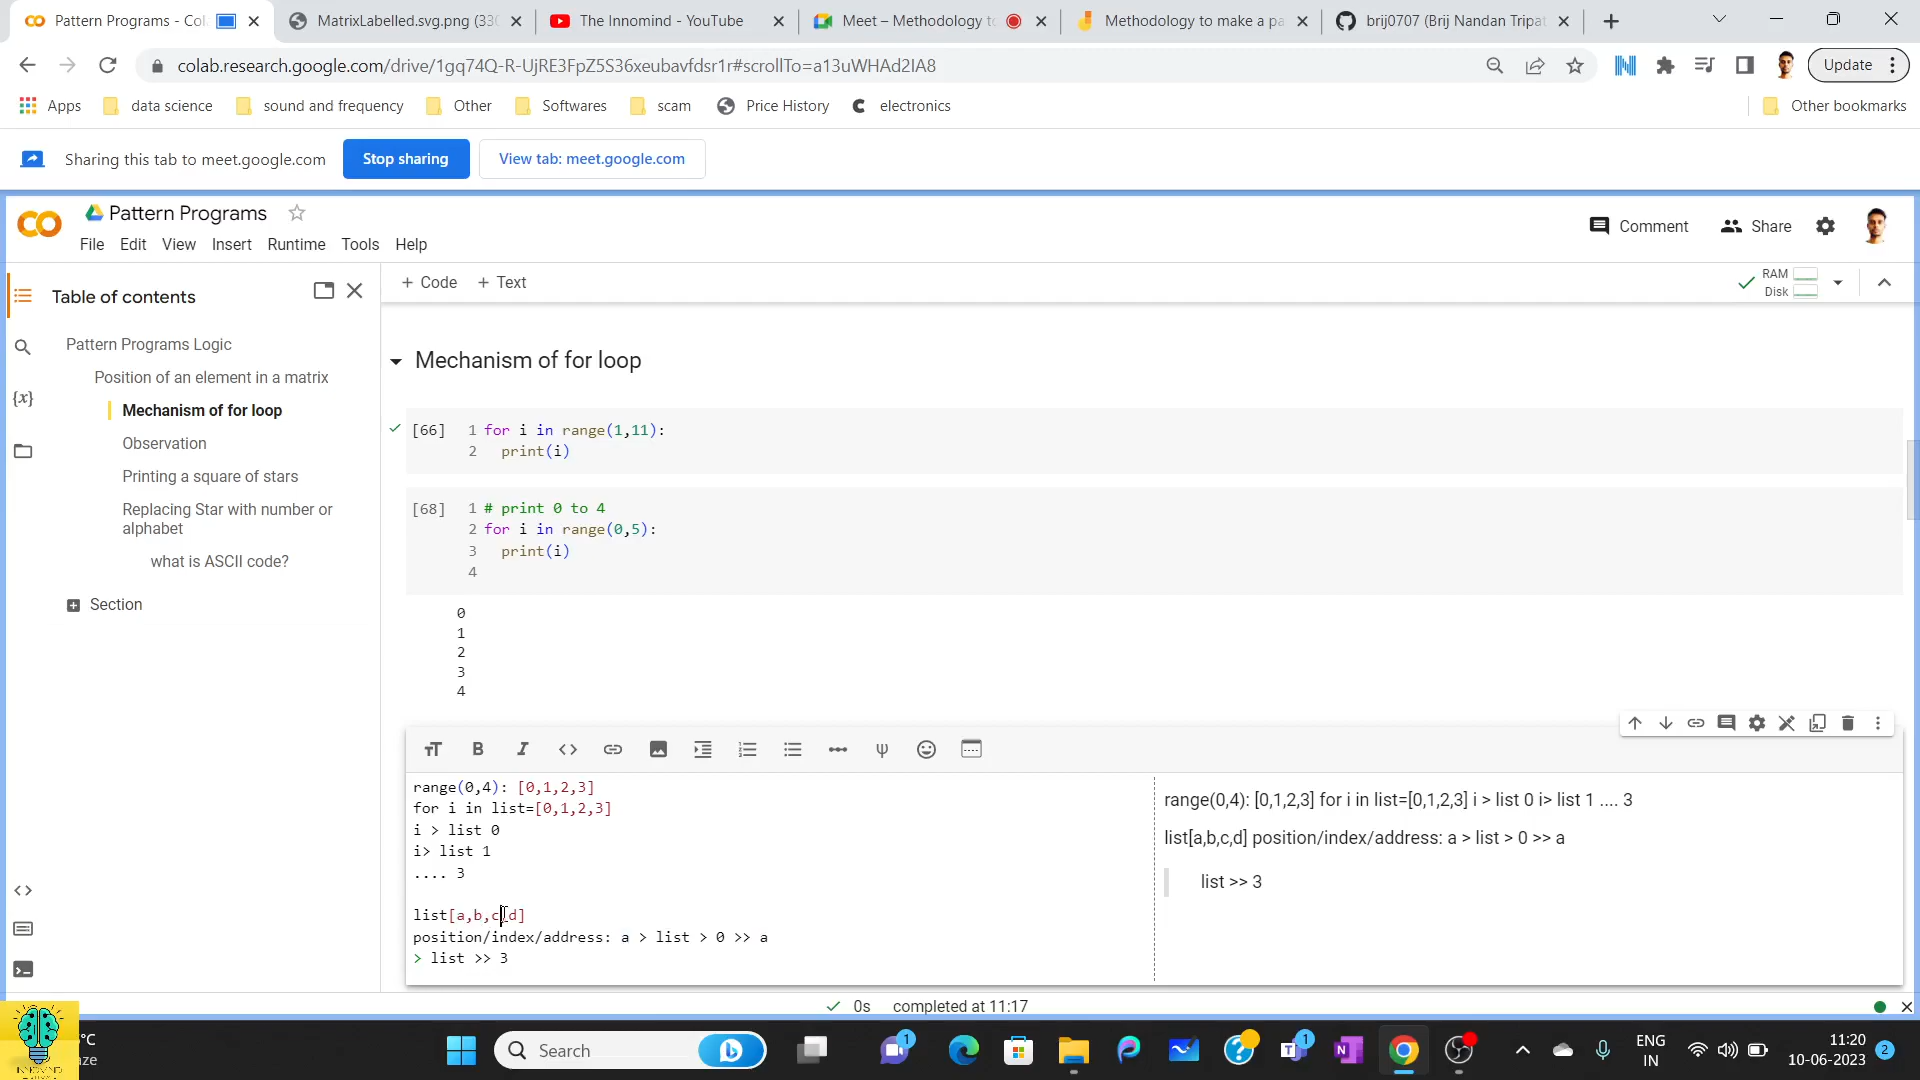 Pattern Programs - Col
MatrixLabelled.svg.png (330
The Innomind - YouTube
Meet – Methodology to
Methodology to make a pa
brij0707 (Brij Nandan Tripat
colab.research.google.com/drive/1gq74Q-R-UjRE3FpZ5S36xeubavfdsr1r#scrollTo=a13uWHAd2IA8
Update
Apps
data science
sound and frequency
Other
Softwares
scam
Price History
electronics
Other bookmarks
Sharing this tab to meet.google.com
Stop sharing
View tab: meet.google.com
Pattern Programs
File Edit View Insert Runtime Tools Help
Comment
Share
Table of contents
+ Code + Text
RAM
Disk
Pattern Programs Logic
Position of an element in a matrix
Mechanism of for loop
Observation
Printing a square of stars
Replacing Star with number or
alphabet
what is ASCII code?
Section
Mechanism of for loop
[66] 1 for i in range(1,11):
2 print(i)
[68] 1 # print 0 to 4
2 for i in range(0,5):
3 print(i)
4
0
1
2
3
4
range(0,4): [0,1,2,3]
for i in list=[0,1,2,3]
i > list 0
i> list 1
.... 3
list[a,b,c,d]
position/index/address: a > list > 0 >> a
> list >> 3
range(0,4): [0,1,2,3] for i in list=[0,1,2,3] i > list 0 i> list 1 .... 3
list[a,b,c,d] position/index/address: a > list > 0 >> a
list >> 3
0s completed at 11:17
Search
1
1
ENG
IN
11:20
10-06-2023
2